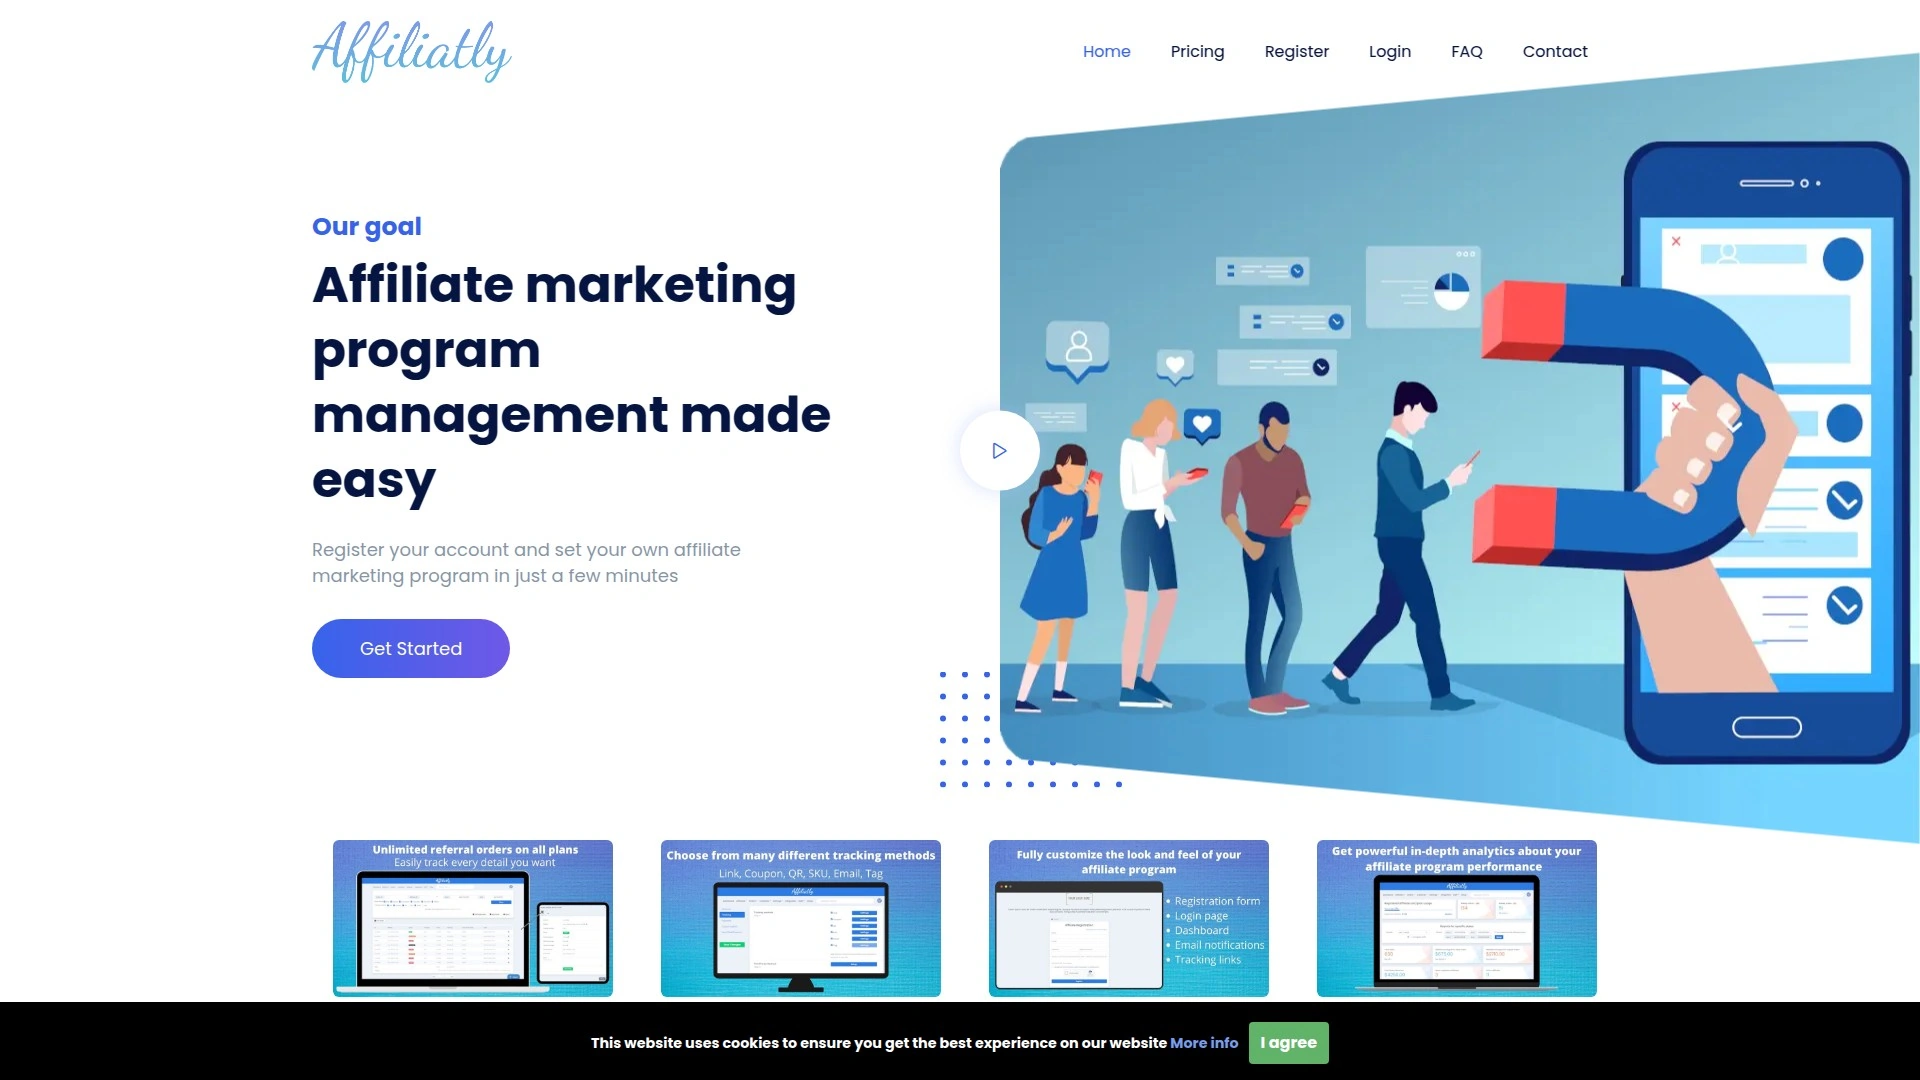 Affiliatly
Home
Pricing
Register
Login
FAQ
Contact
Our goal
Affiliate marketing
program
management made
easy
Register your account and set your own affiliate
marketing program in just a few minutes
Get Started
Unlimited referral orders on all plans
Easily track every detail you want
Choose from many different tracking methods
Link, Coupon, QR, SKU, Email, Tag
Fully customize the look and feel of your
affiliate program
Registration form
Login page
Dashboard
Email notifications
Tracking links
Get powerful in-depth analytics about your
affiliate program performance
This website uses cookies to ensure you get the best experience on our website More info
I agree